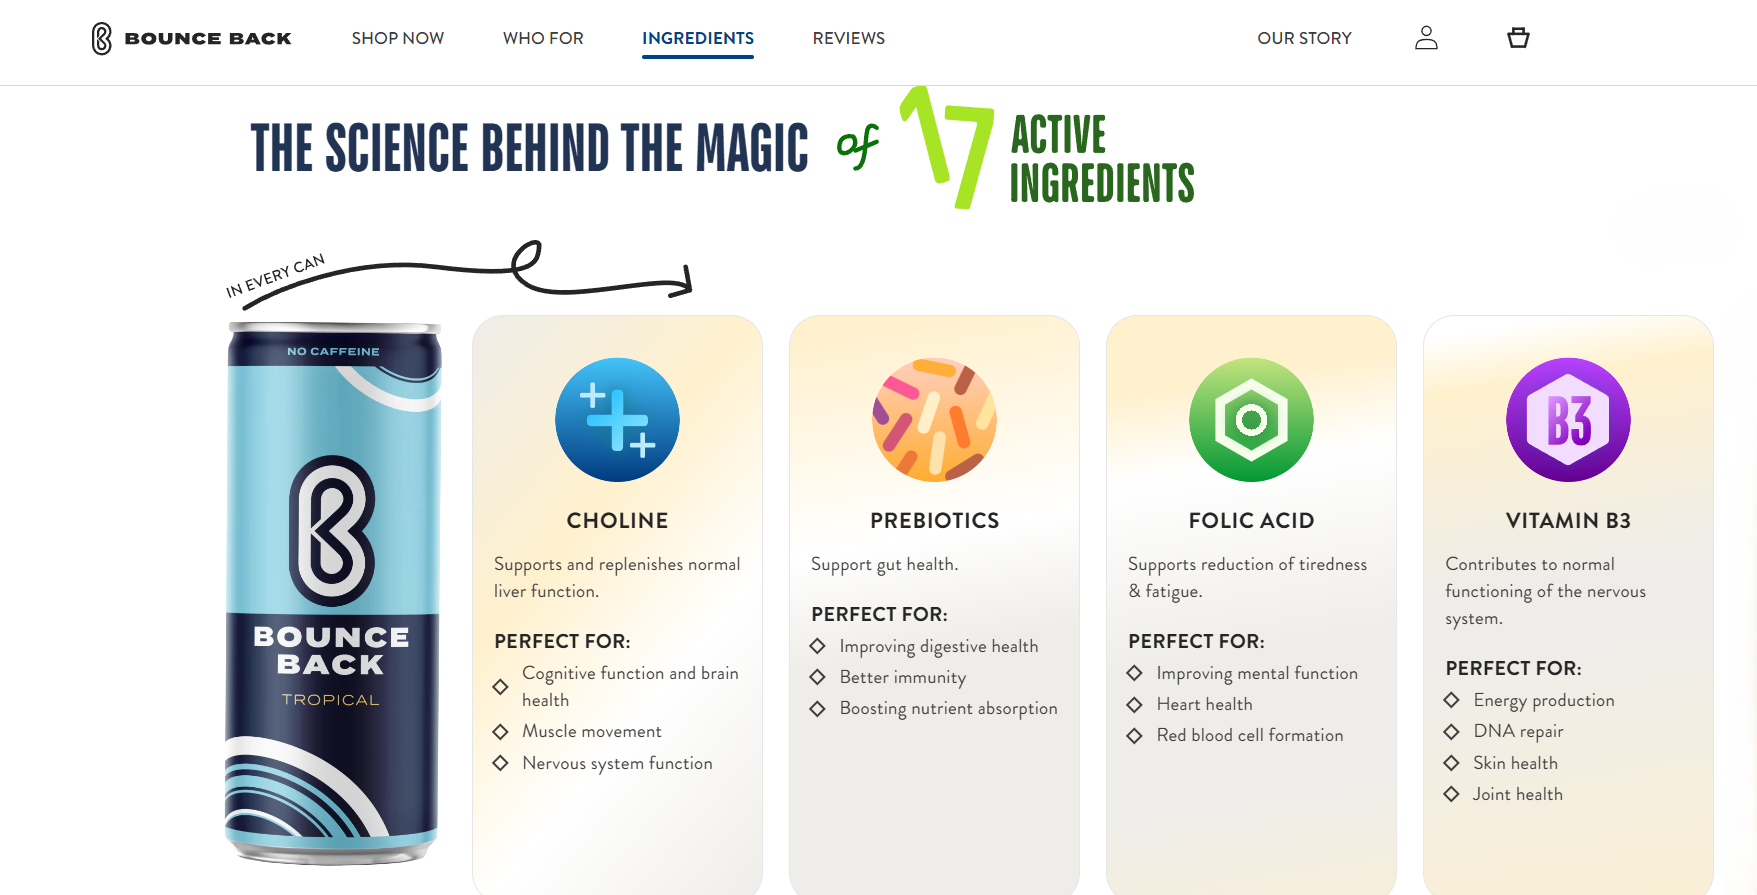 BOUNCE BACK
SHOP NOW
WHO FOR
INGREDIENTS
REVIEWS
OUR STORY
THE SCIENCE BEHIND THE MAGIC of 17 ACTIVE
INGREDIENTS
IN EVERY CAN
NO CAFFEINE
BOUNCE
BACK
TROPICAL
CHOLINE
Supports and replenishes normal
liver function.
PERFECT FOR:
Cognitive function and brain
health
Muscle movement
Nervous system function
PREBIOTICS
Support gut health.
PERFECT FOR:
Improving digestive health
Better immunity
Boosting nutrient absorption
FOLIC ACID
Supports reduction of tiredness
& fatigue.
PERFECT FOR:
Improving mental function
Heart health
Red blood cell formation
B3
VITAMIN B3
Contributes to normal
functioning of the nervous
system.
PERFECT FOR:
Energy production
DNA repair
Skin health
Joint health